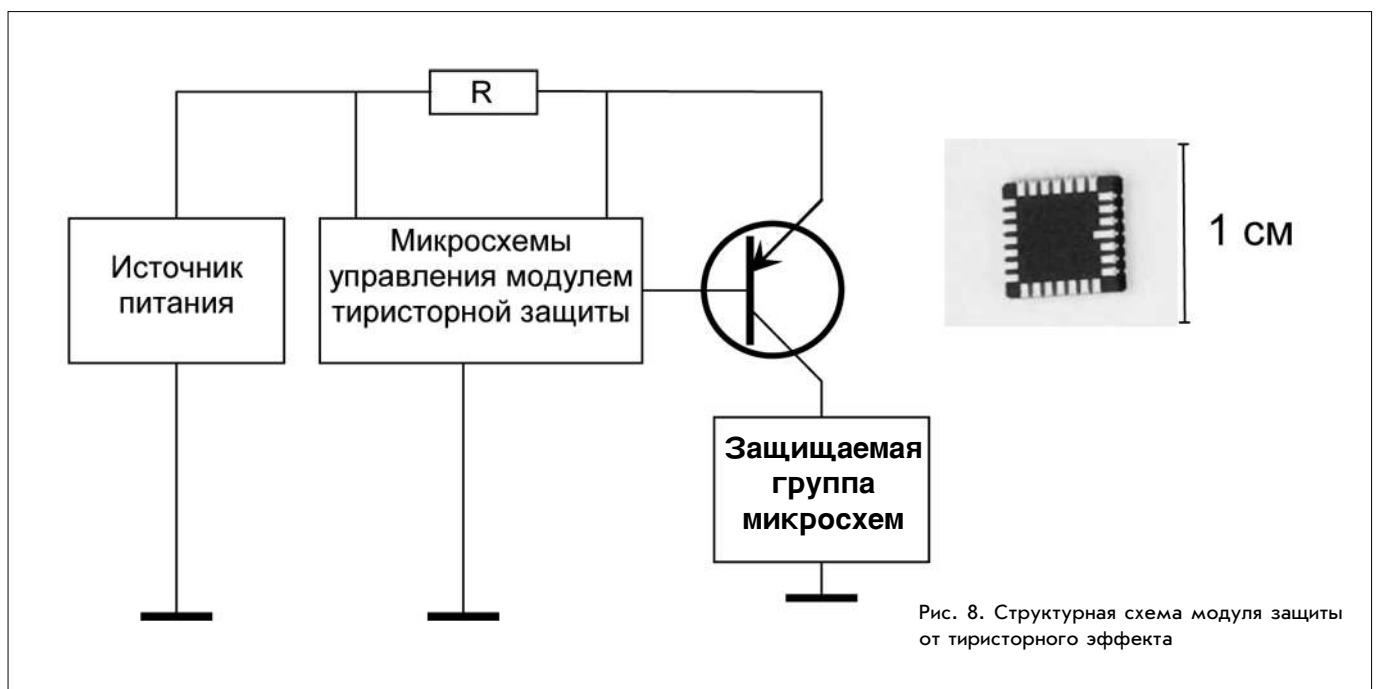 R
Источник
питания
Микросхемы
управления модулем
тиристорной защиты
1 см
Защищаемая
группа
микросхем
Рис. 8. Структурная схема модуля защиты
от тиристорного эффекта